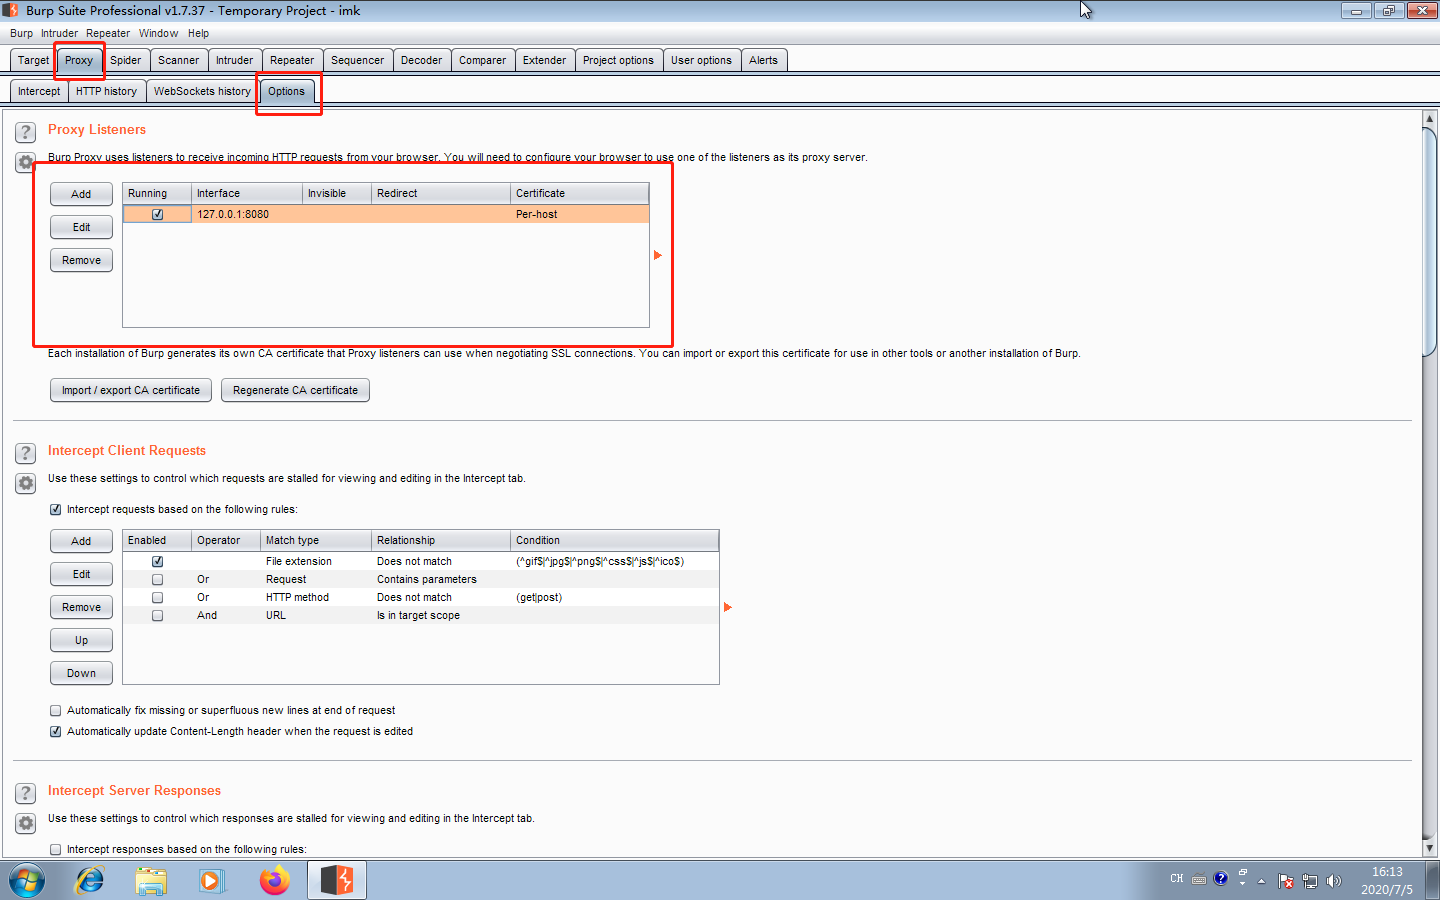 Burp Suite Professional v1.7.37 - Temporary Project - imk
Burp Intruder Repeater Window Help
Target Proxy Spider Scanner Intruder Repeater Sequencer Decoder Comparer Extender Project options User options Alerts
Intercept HTTP history WebSockets history Options
? Proxy Listeners
Burp Proxy uses listeners to receive incoming HTTP requests from your browser. You will need to configure your browser to use one of the listeners as its proxy server.
Add Running Interface Invisible Redirect Certificate
127.0.0.1:8080 Per-host
Edit
Remove
Each installation of Burp generates its own CA certificate that Proxy listeners can use when negotiating SSL connections. You can import or export this certificate for use in other tools or another installation of Burp.
Import / export CA certificate Regenerate CA certificate
? Intercept Client Requests
Use these settings to control which requests are stalled for viewing and editing in the Intercept tab.
Intercept requests based on the following rules:
Add Enabled Operator Match type Relationship Condition
File extension Does not match (^gif$|^jpg$|^png$|^css$|^js$|^ico$)
Edit Or Request Contains parameters
Or HTTP method Does not match (get|post)
Remove And URL Is in target scope
Up
Down
Automatically fix missing or superfluous new lines at end of request
Automatically update Content-Length header when the request is edited
? Intercept Server Responses
Use these settings to control which responses are stalled for viewing and editing in the Intercept tab.
Intercept responses based on the following rules:
CH ? 16:13
2020/7/5